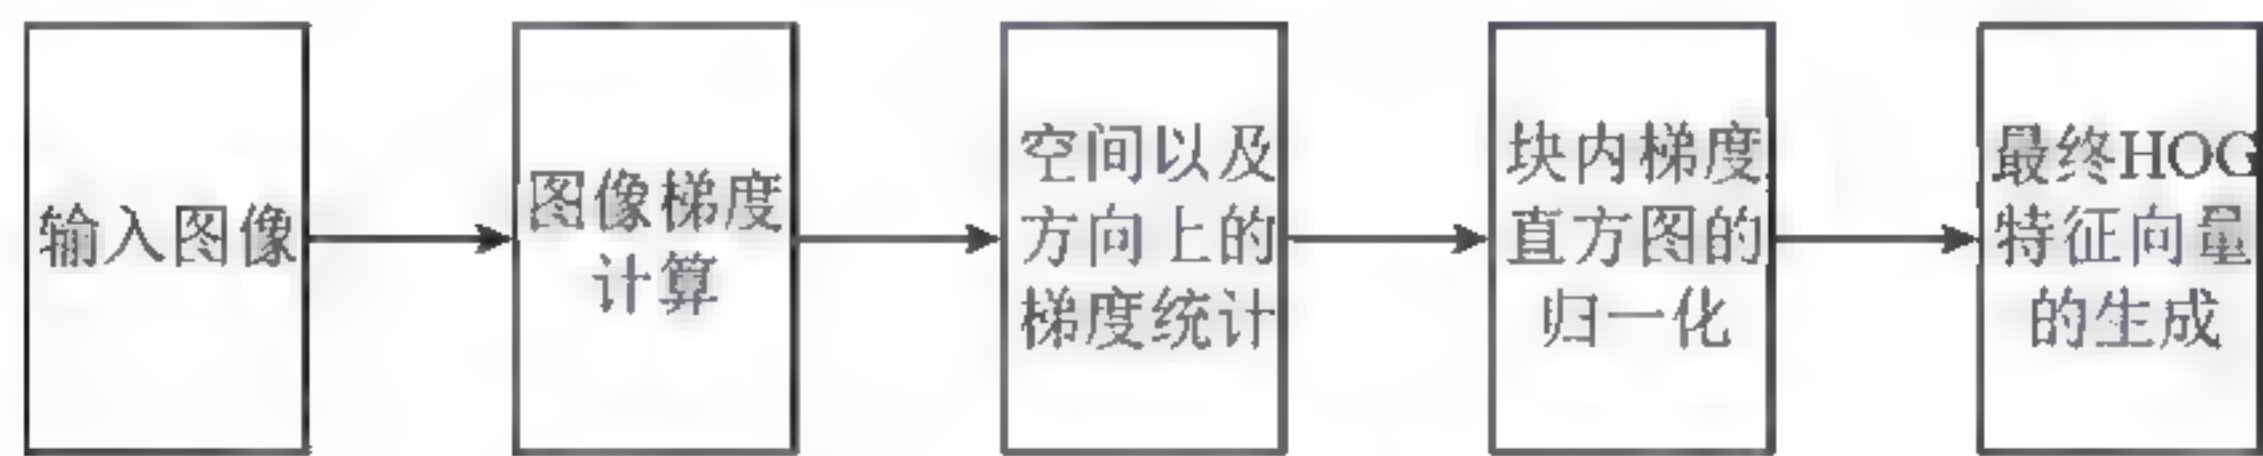 输入图像
图像梯度
计算
空间以及
方向上的
梯度统计
块内梯度
直方图的
归一化
最终HOG
特征向量
的生成